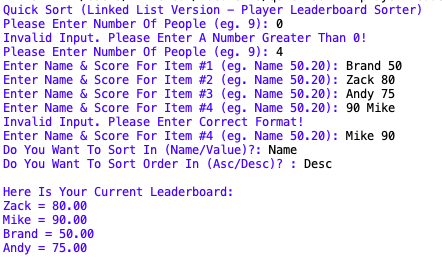 Quick Sort (Linked List Version - Player Leaderboard Sorter)
Please Enter Number Of People (eg. 9): 0
Invalid Input. Please Enter A Number Greater Than 0!
Please Enter Number Of People (eg. 9): 4
Enter Name & Score For Item #1 (eg. Name 50.20): Brand 50
Enter Name & Score For Item #2 (eg. Name 50.20): Zack 80
Enter Name & Score For Item #3 (eg. Name 50.20): Andy 75
Enter Name & Score For Item #4 (eg. Name 50.20): 90 Mike
Invalid Input. Please Enter Correct Format!
Enter Name & Score For Item #4 (eg. Name 50.20): Mike 90
Do You Want To Sort In (Name/Value)?: Name
Do You Want To Sort Order In (Asc/Desc)? : Desc
Here Is Your Current Leaderboard:
Zack = 80.00
Mike = 90.00
Brand = 50.00
Andy = 75.00